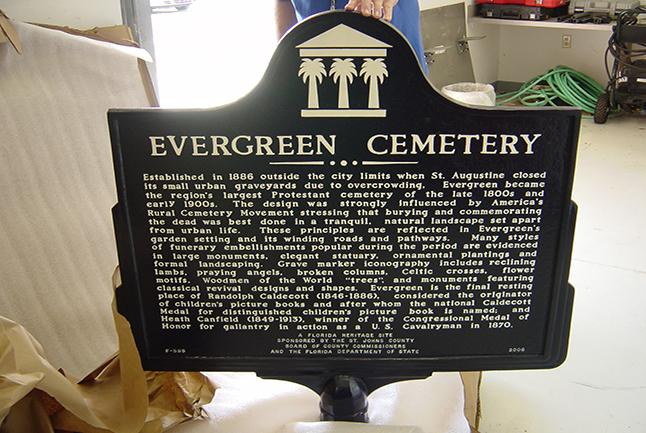 EVERGREEN CEMETERY
Established in 1886 outside the city limits when St. Augustine closed
its small urban graveyards due to overcrowding. Evergreen became
the region's largest Protestant cemetery of the late 1800s and
early 1900s. The design was strongly influenced by America's
Rural Cemetery Movement stressing that burying and commemorating
the dead was best done in a tranquil, natural landscape set apart
from urban life. These principles are reflected in Evergreen's
garden setting and its winding roads and pathways. Many styles
of funerary embellishments popular during the period are evidenced
in large monuments, elegant statuary, ornamental plantings and
formal landscaping. Grave marker iconography includes reclining
lambs, praying angels, broken columns, Celtic crosses, flower
motifs, Woodmen of the World "trees", and monuments featuring
classical revival designs and shapes. Evergreen is the final resting
place of Randolph Caldecott (1846-1886), considered the originator
of children's picture books and after whom the national Caldecott
Medal for distinguished children's picture book is named; and
Heath Canfield (1849-1913), winner of the Congressional Medal of
Honor for gallantry in action as a U.S. Cavalryman in 1870.
A FLORIDA HERITAGE SITE
SPONSORED BY THE ST. JOHNS COUNTY
BOARD OF COUNTY COMMISSIONERS
AND THE FLORIDA DEPARTMENT OF STATE
2006